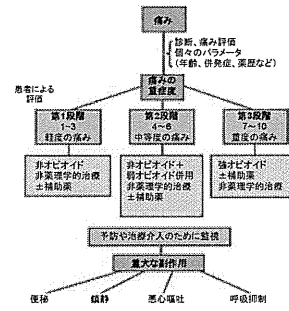 痛み
診断、痛み評価
個々のパラメータ
(年齢、併発症、薬歴など)
痛みの
重症度
患者による
評価
第1段階
1~3
軽度の痛み
第2段階
4~6
中等度の痛み
第3段階
7~10
重度の痛み
非オピオイド
非薬理学的治療
±補助薬
非オピオイド+
弱オピオイド併用
非薬理学的治療
±補助薬
強オピオイド
±補助薬
非薬理学的治療
予防や治療介入のために監視
重大な副作用
便秘
鎮静
悪心嘔吐
呼吸抑制